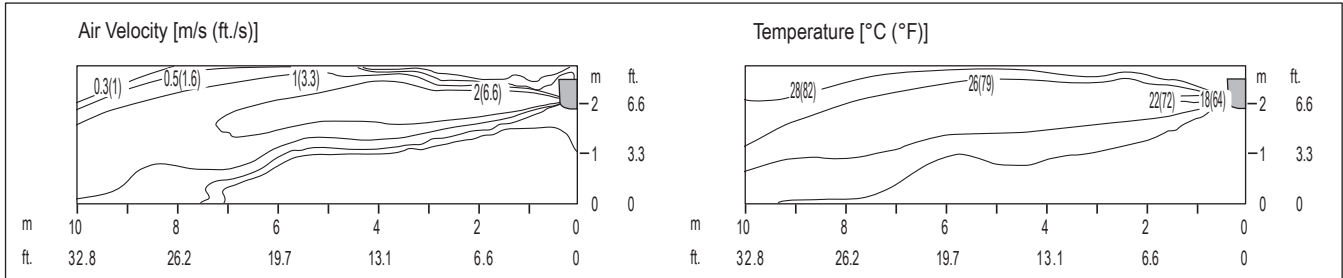 Air Velocity [m/s (ft./s)]
0.3(1) 0.5(1.6) 1(3.3) 2(6.6)
m ft.
2 6.6
1 3.3
0 0
m 10 8 6 4 2 0
ft. 32.8 26.2 19.7 13.1 6.6 0
Temperature [°C (°F)]
28(82) 26(79) 22(72) 18(64)
m ft.
2 6.6
1 3.3
0 0
m 10 8 6 4 2 0
ft. 32.8 26.2 19.7 13.1 6.6 0